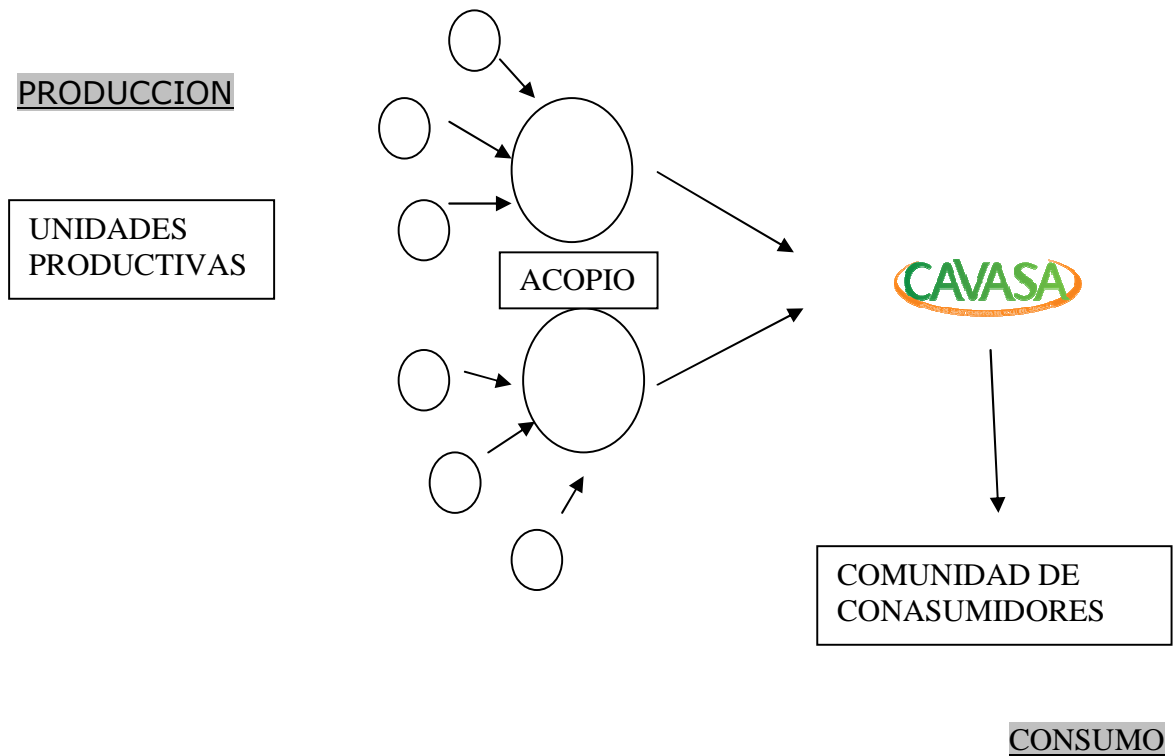 PRODUCCION
UNIDADES
PRODUCTIVAS
ACOPIO
CAVASA
COMUNIDAD DE
CONASUMIDORES
CONSUMO